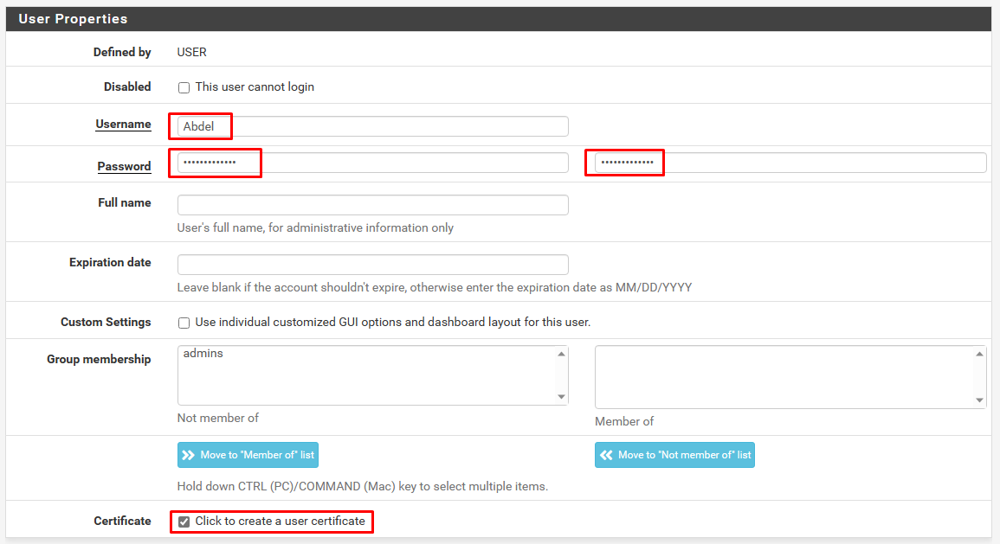 User Properties
Defined by USER
Disabled This user cannot login
Username Abdel
Password ••••••••••••• •••••••••••••
Full name
User's full name, for administrative information only
Expiration date
Leave blank if the account shouldn't expire, otherwise enter the expiration date as MM/DD/YYYY
Custom Settings Use individual customized GUI options and dashboard layout for this user.
Group membership admins
Not member of
Member of
Move to "Member of" list Move to "Not member of" list
Hold down CTRL (PC)/COMMAND (Mac) key to select multiple items.
Certificate Click to create a user certificate